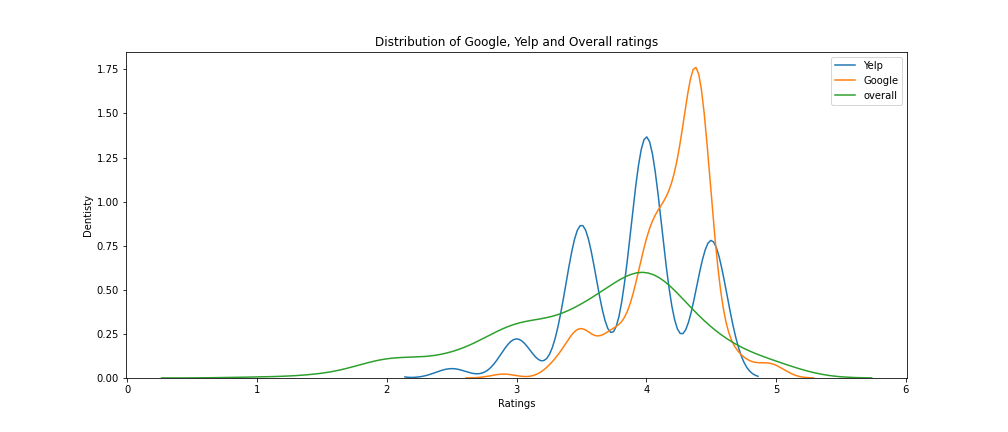 Distribution of Google, Yelp and Overall ratings
Yelp
Google
overall
1.75
1.50
1.25
1.00
0.75
0.50
0.25
0.00
Dentisty
0 1 2 3 4 5 6
Ratings